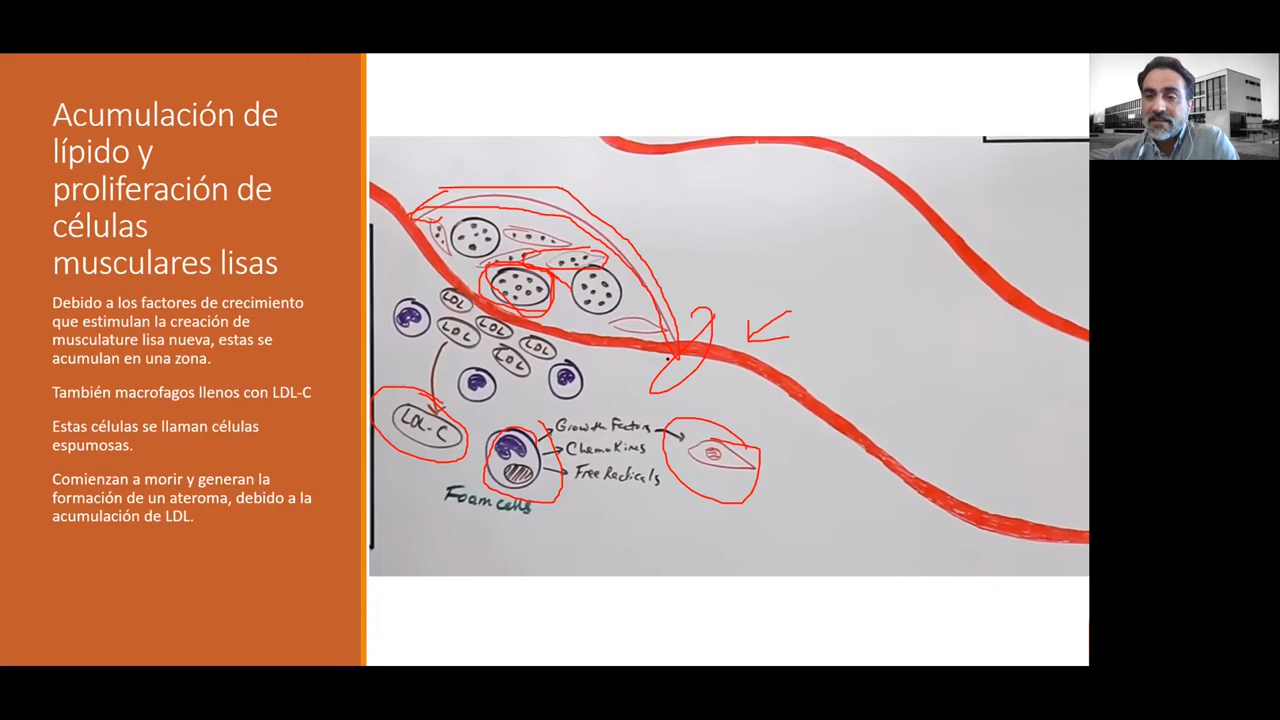 Acumulación de
lípido y
proliferación de
células
musculares lisas
Debido a los factores de crecimiento
que estimulan la creación de
musculature lisa nueva, estas se
acumulan en una zona.
También macrofagos llenos con LDL-C
Estas células se llaman células
espumosas.
Comienzan a morir y generan la
formación de un ateroma, debido a la
acumulación de LDL.
LDL
LDL
LDL
LDL
LDL
LDL-C
Growth Factors
Chemokines
Free Redicals
Foam cells